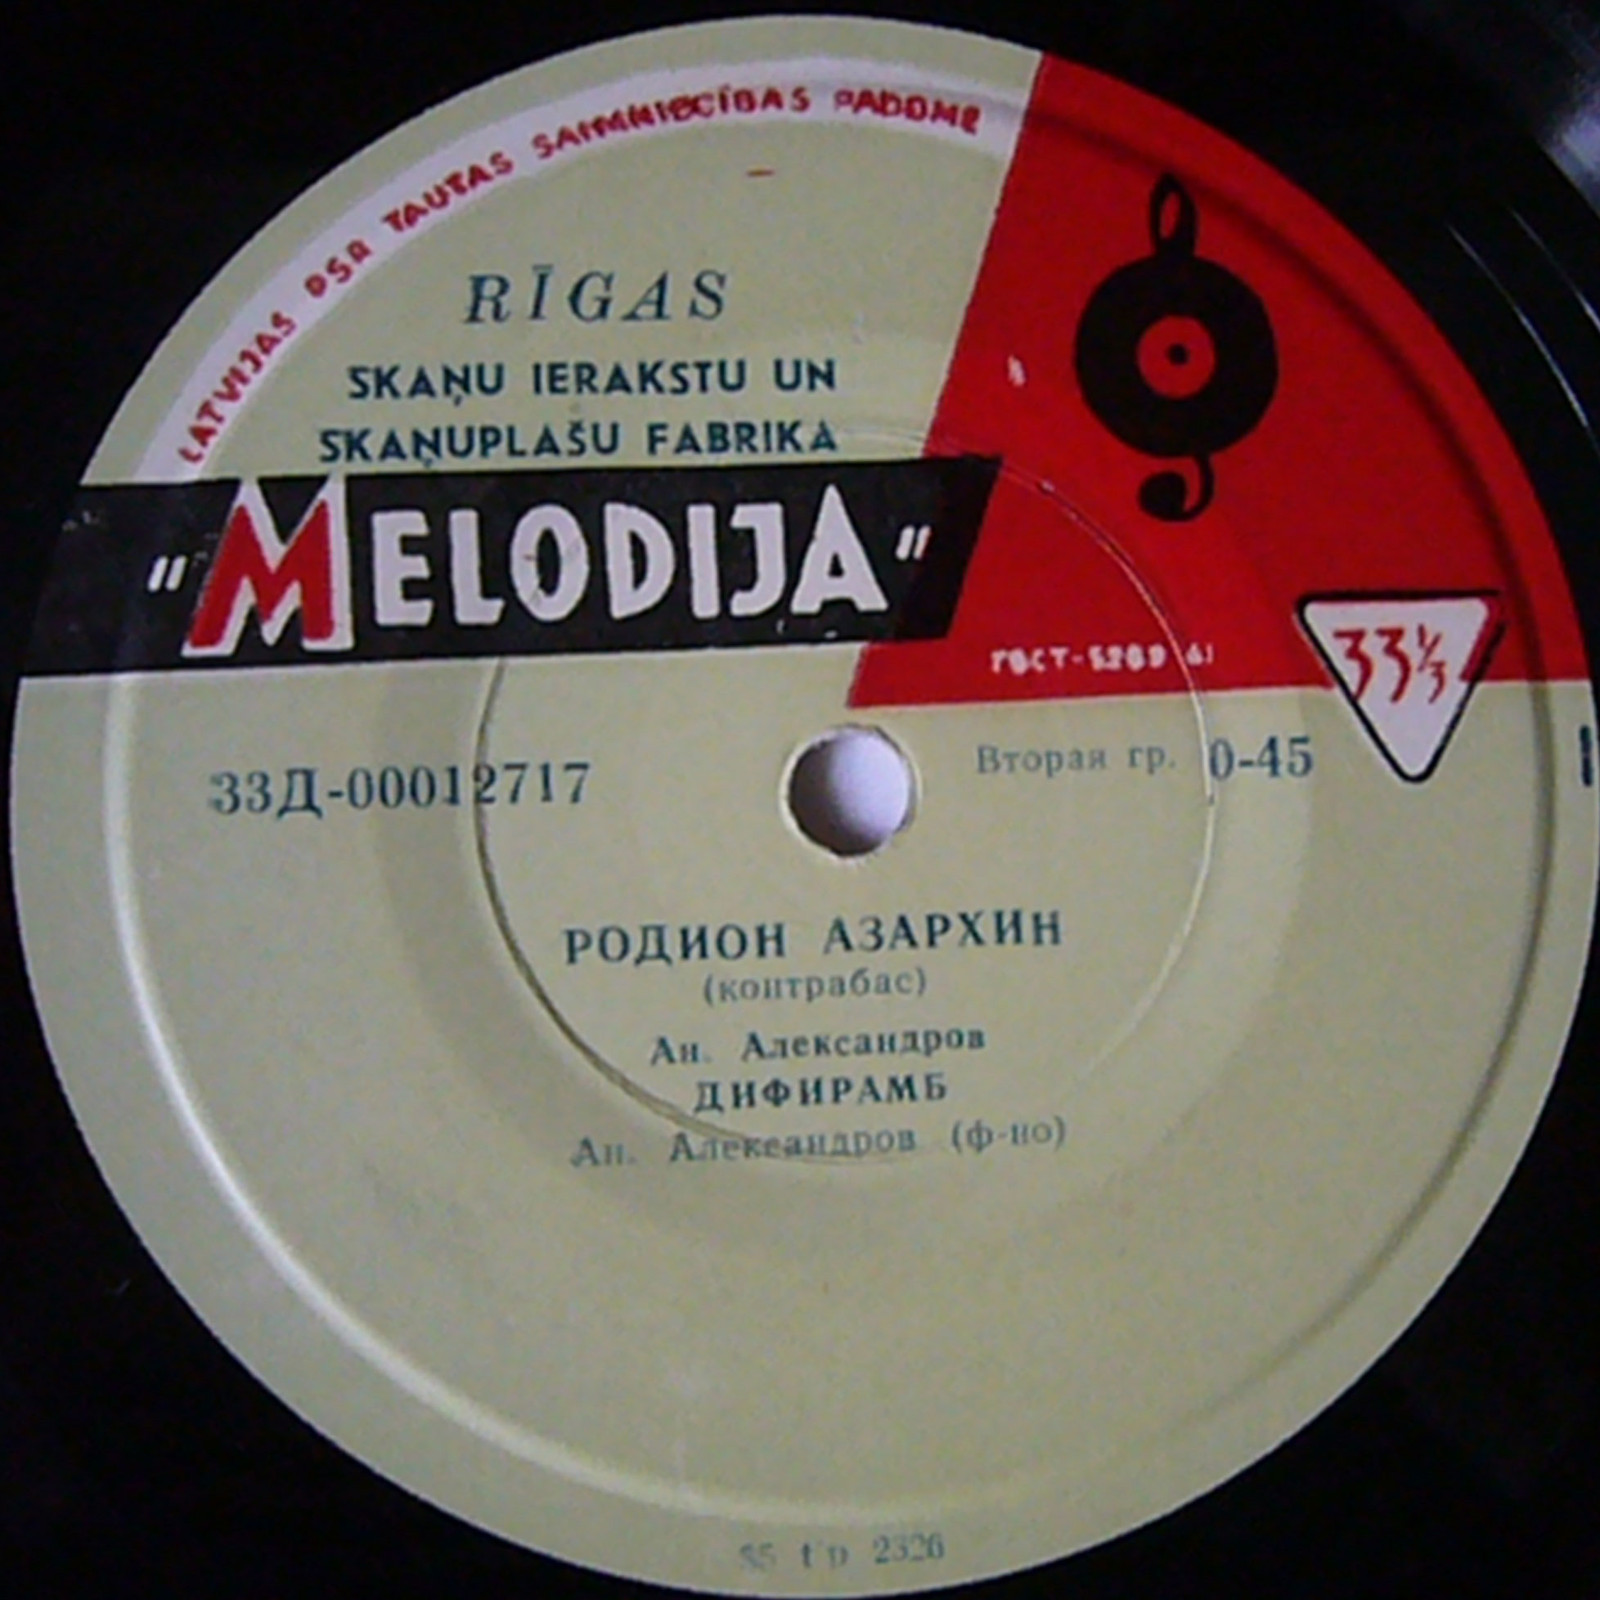 LATVIJAS PSR TAUTAS SAIMNIECĪBAS PADOME
RĪGAS
SKAŅU IERAKSTU UN
SKAŅUPLAŠU FABRIKA
"MELODIJA"
ГОСТ-5289-61
33⅓
33Д-00012717
Вторая гр. 0-45
РОДИОН АЗАРХИН
(контрабас)
Ан. Александров
ДИФИРАМБ
Ан. Александров (ф-но)
2326